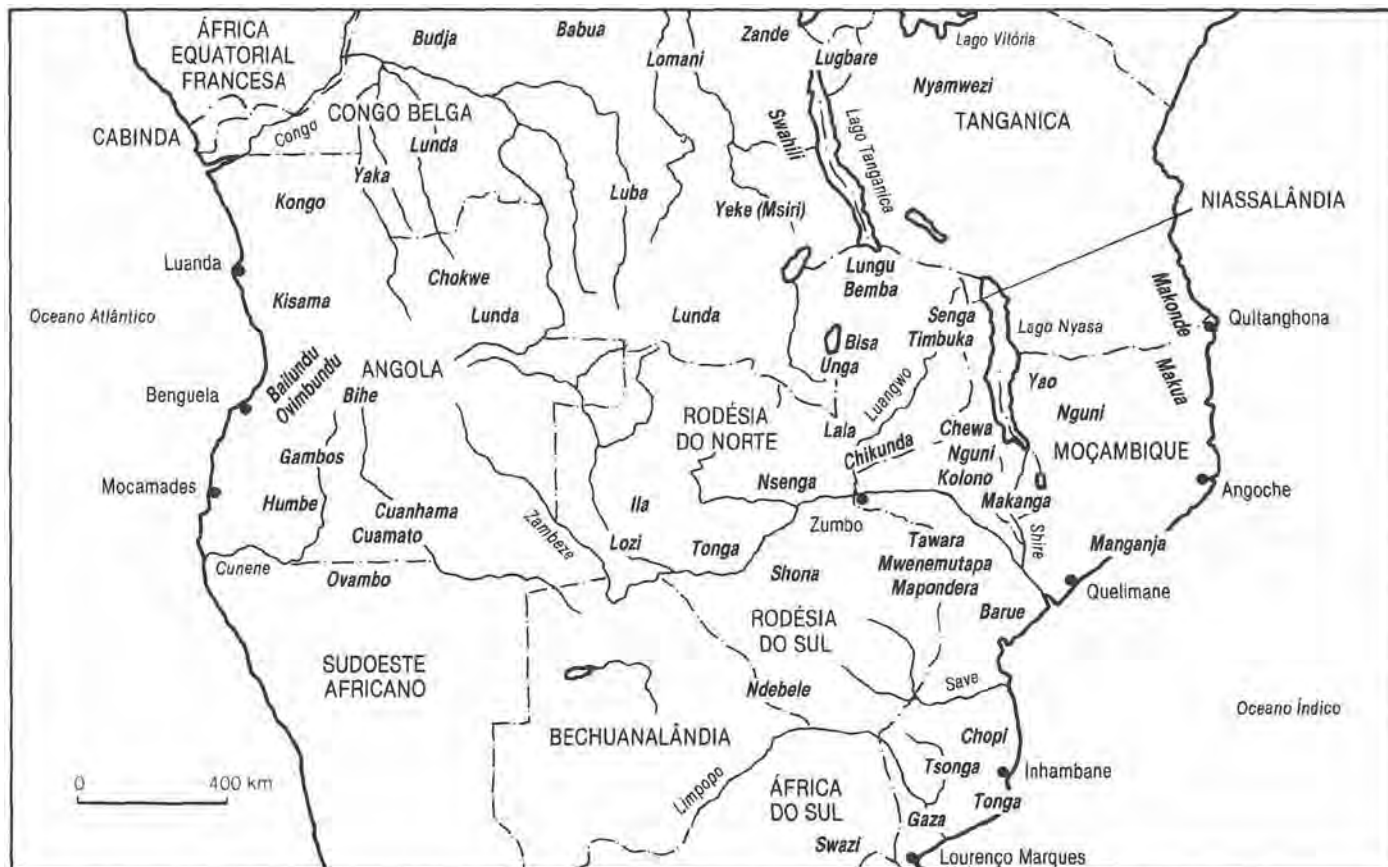 ÁFRICA
EQUATORIAL
FRANCESA
Budja
Babua
Lomani
Zande
Lugbare
Lago Vitória
Nyamwezi
CABINDA
Congo
CONGO BELGA
Lunda
Swahili
Lago Tanganica
TANGANICA
Yaka
Kongo
Luba
Yeke (Msiri)
NIASSALÂNDIA
Luanda
Chokwe
Lungu
Bemba
Kisama
Oceano Atlântico
Lunda
Lunda
Senga
Timbuka
Lago Nyasa
Makonde
Quitanghona
Bisa
Unga
Bailundu
Ovimbundu
ANGOLA
Benguela
Bihe
Luangwo
Yao
Makua
Nguni
RODÉSIA
DO NORTE
Lala
Chewa
Nguni
Kolono
MOÇAMBIQUE
Chikunda
Gambos
Mocamades
Humbe
Nsenga
Makanga
Angoche
Ila
Zumbo
Cuanhama
Cuamato
Zambeze
Lozi
Tonga
Tawara
Mwenemutapa
Mapondera
Shire
Manganja
Cunene
Ovambo
Shona
Quelimane
Barue
RODÉSIA
DO SUL
SUDOESTE
AFRICANO
Ndebele
Save
Oceano Índico
BECHUANALÂNDIA
Chopi
0 400 km
Limpopo
ÁFRICA
DO SUL
Tsonga
Inhambane
Tonga
Gaza
Swazi
Lourenço Marques